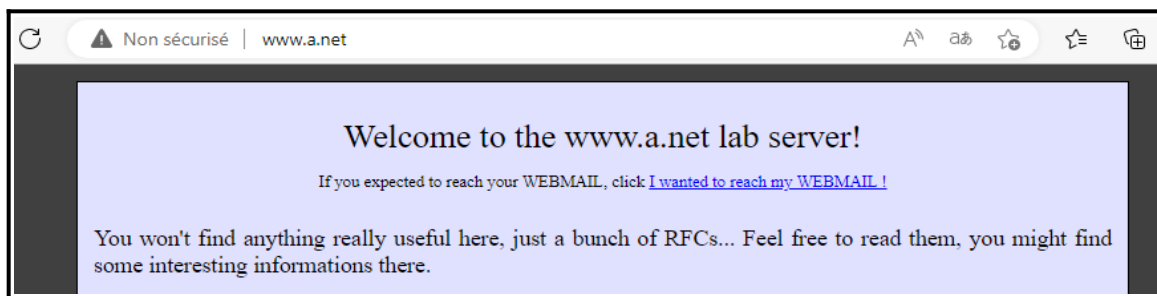 Non sécurisé | www.a.net
Welcome to the www.a.net lab server!
If you expected to reach your WEBMAIL, click I wanted to reach my WEBMAIL !
You won't find anything really useful here, just a bunch of RFCs... Feel free to read them, you might find
some interesting informations there.